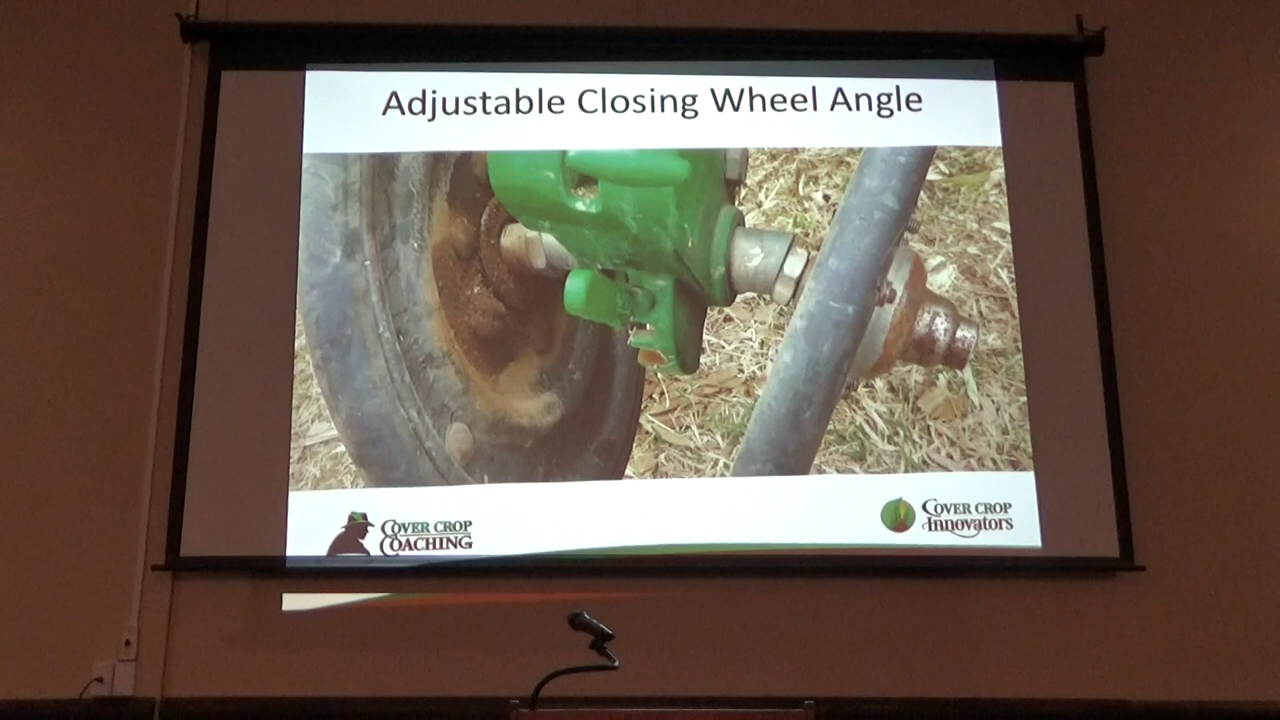 Adjustable Closing Wheel Angle
COVER CROP
COACHING
COVER CROP
Innovators